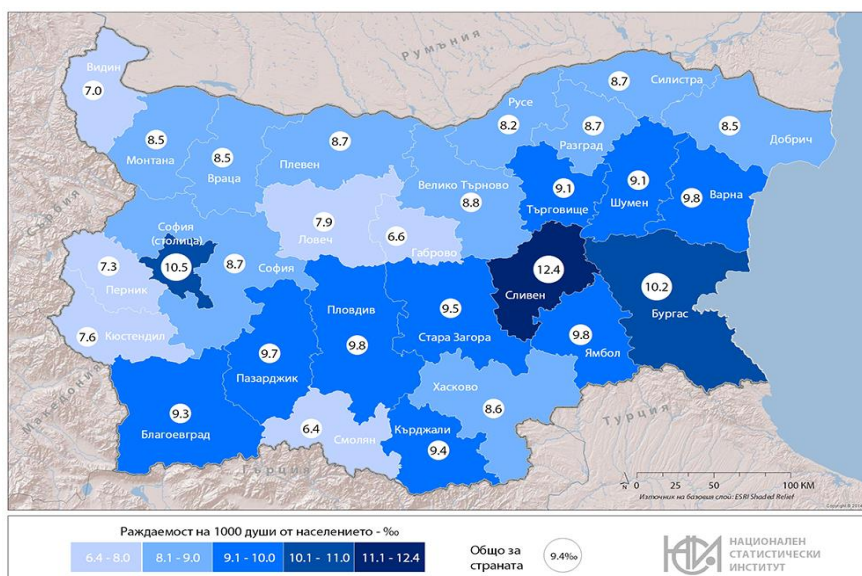 Румъния
Видин
7.0
8.7
Силистра
Русе
8.2
8.7
Разград
8.5
Добрич
8.5
Монтана
8.5
Враца
8.7
Плевен
Велико Търново
8.8
9.1
Търговище
9.1
Шумен
9.8
Варна
Сърбия
София
(столица)
10.5
7.9
Ловеч
6.6
Габрово
8.7
София
7.3
Перник
12.4
Сливен
10.2
Бургас
Пловдив
9.8
9.5
Стара Загора
7.6
Кюстендил
9.8
Ямбол
9.7
Пазарджик
Македония
Хасково
8.6
9.3
Благоевград
6.4
Смолян
Кърджали
9.4
Турция
Гърция
N
0 25 50 100 KM
Източник на базовия слой: ESRI Shaded Relief
Copyright © 2014
Раждаемост на 1000 души от населението - ‰
6.4 - 8.0
8.1 - 9.0
9.1 - 10.0
10.1 - 11.0
11.1 - 12.4
Общо за
страната
9.4‰
НАЦИОНАЛЕН
СТАТИСТИЧЕСКИ
ИНСТИТУТ